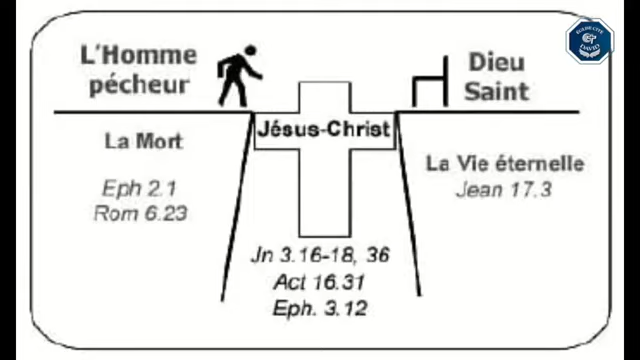 L'Homme
pécheur
Dieu
Saint
Jésus-Christ
La Mort
Eph 2.1
Rom 6.23
La Vie éternelle
Jean 17.3
Jn 3.16-18, 36
Act 16.31
Eph. 3.12
DAVID